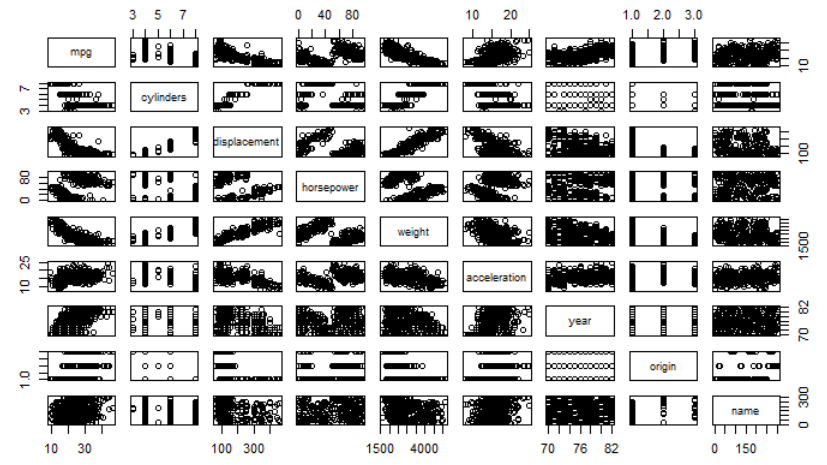 3 5 7
0 40 80
10 20
1.0 2.0 3.0
mpg
10
7
3
cylinders
displacement
100
80
0
horsepower
weight
1500
25
10
acceleration
year
82
70
1.0
origin
name
300
0
10 30
100 300
1500 4000
70 76 82
0 150